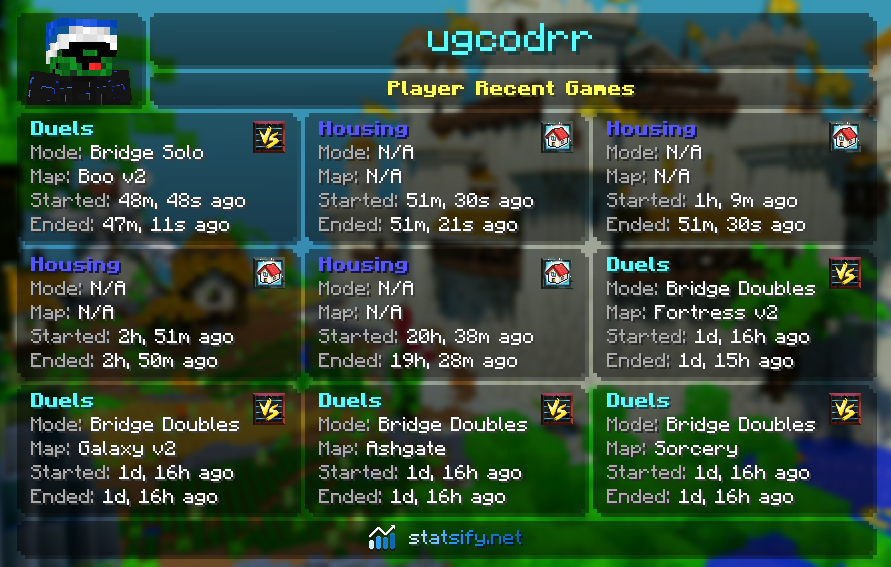 ugcodrr
Player Recent Games
Duels
VS
Mode: Bridge Solo
Map: Boo v2
Started: 48m, 48s ago
Ended: 47m, 11s ago
Housing
Mode: N/A
Map: N/A
Started: 51m, 30s ago
Ended: 51m, 21s ago
Housing
Mode: N/A
Map: N/A
Started: 1h, 9m ago
Ended: 51m, 30s ago
Housing
Mode: N/A
Map: N/A
Started: 2h, 51m ago
Ended: 2h, 50m ago
Housing
Mode: N/A
Map: N/A
Started: 20h, 38m ago
Ended: 19h, 28m ago
Duels
VS
Mode: Bridge Doubles
Map: Fortress v2
Started: 1d, 16h ago
Ended: 1d, 15h ago
Duels
VS
Mode: Bridge Doubles
Map: Galaxy v2
Started: 1d, 16h ago
Ended: 1d, 16h ago
Duels
VS
Mode: Bridge Doubles
Map: Ashgate
Started: 1d, 16h ago
Ended: 1d, 16h ago
Duels
VS
Mode: Bridge Doubles
Map: Sorcery
Started: 1d, 16h ago
Ended: 1d, 16h ago
statsify.net